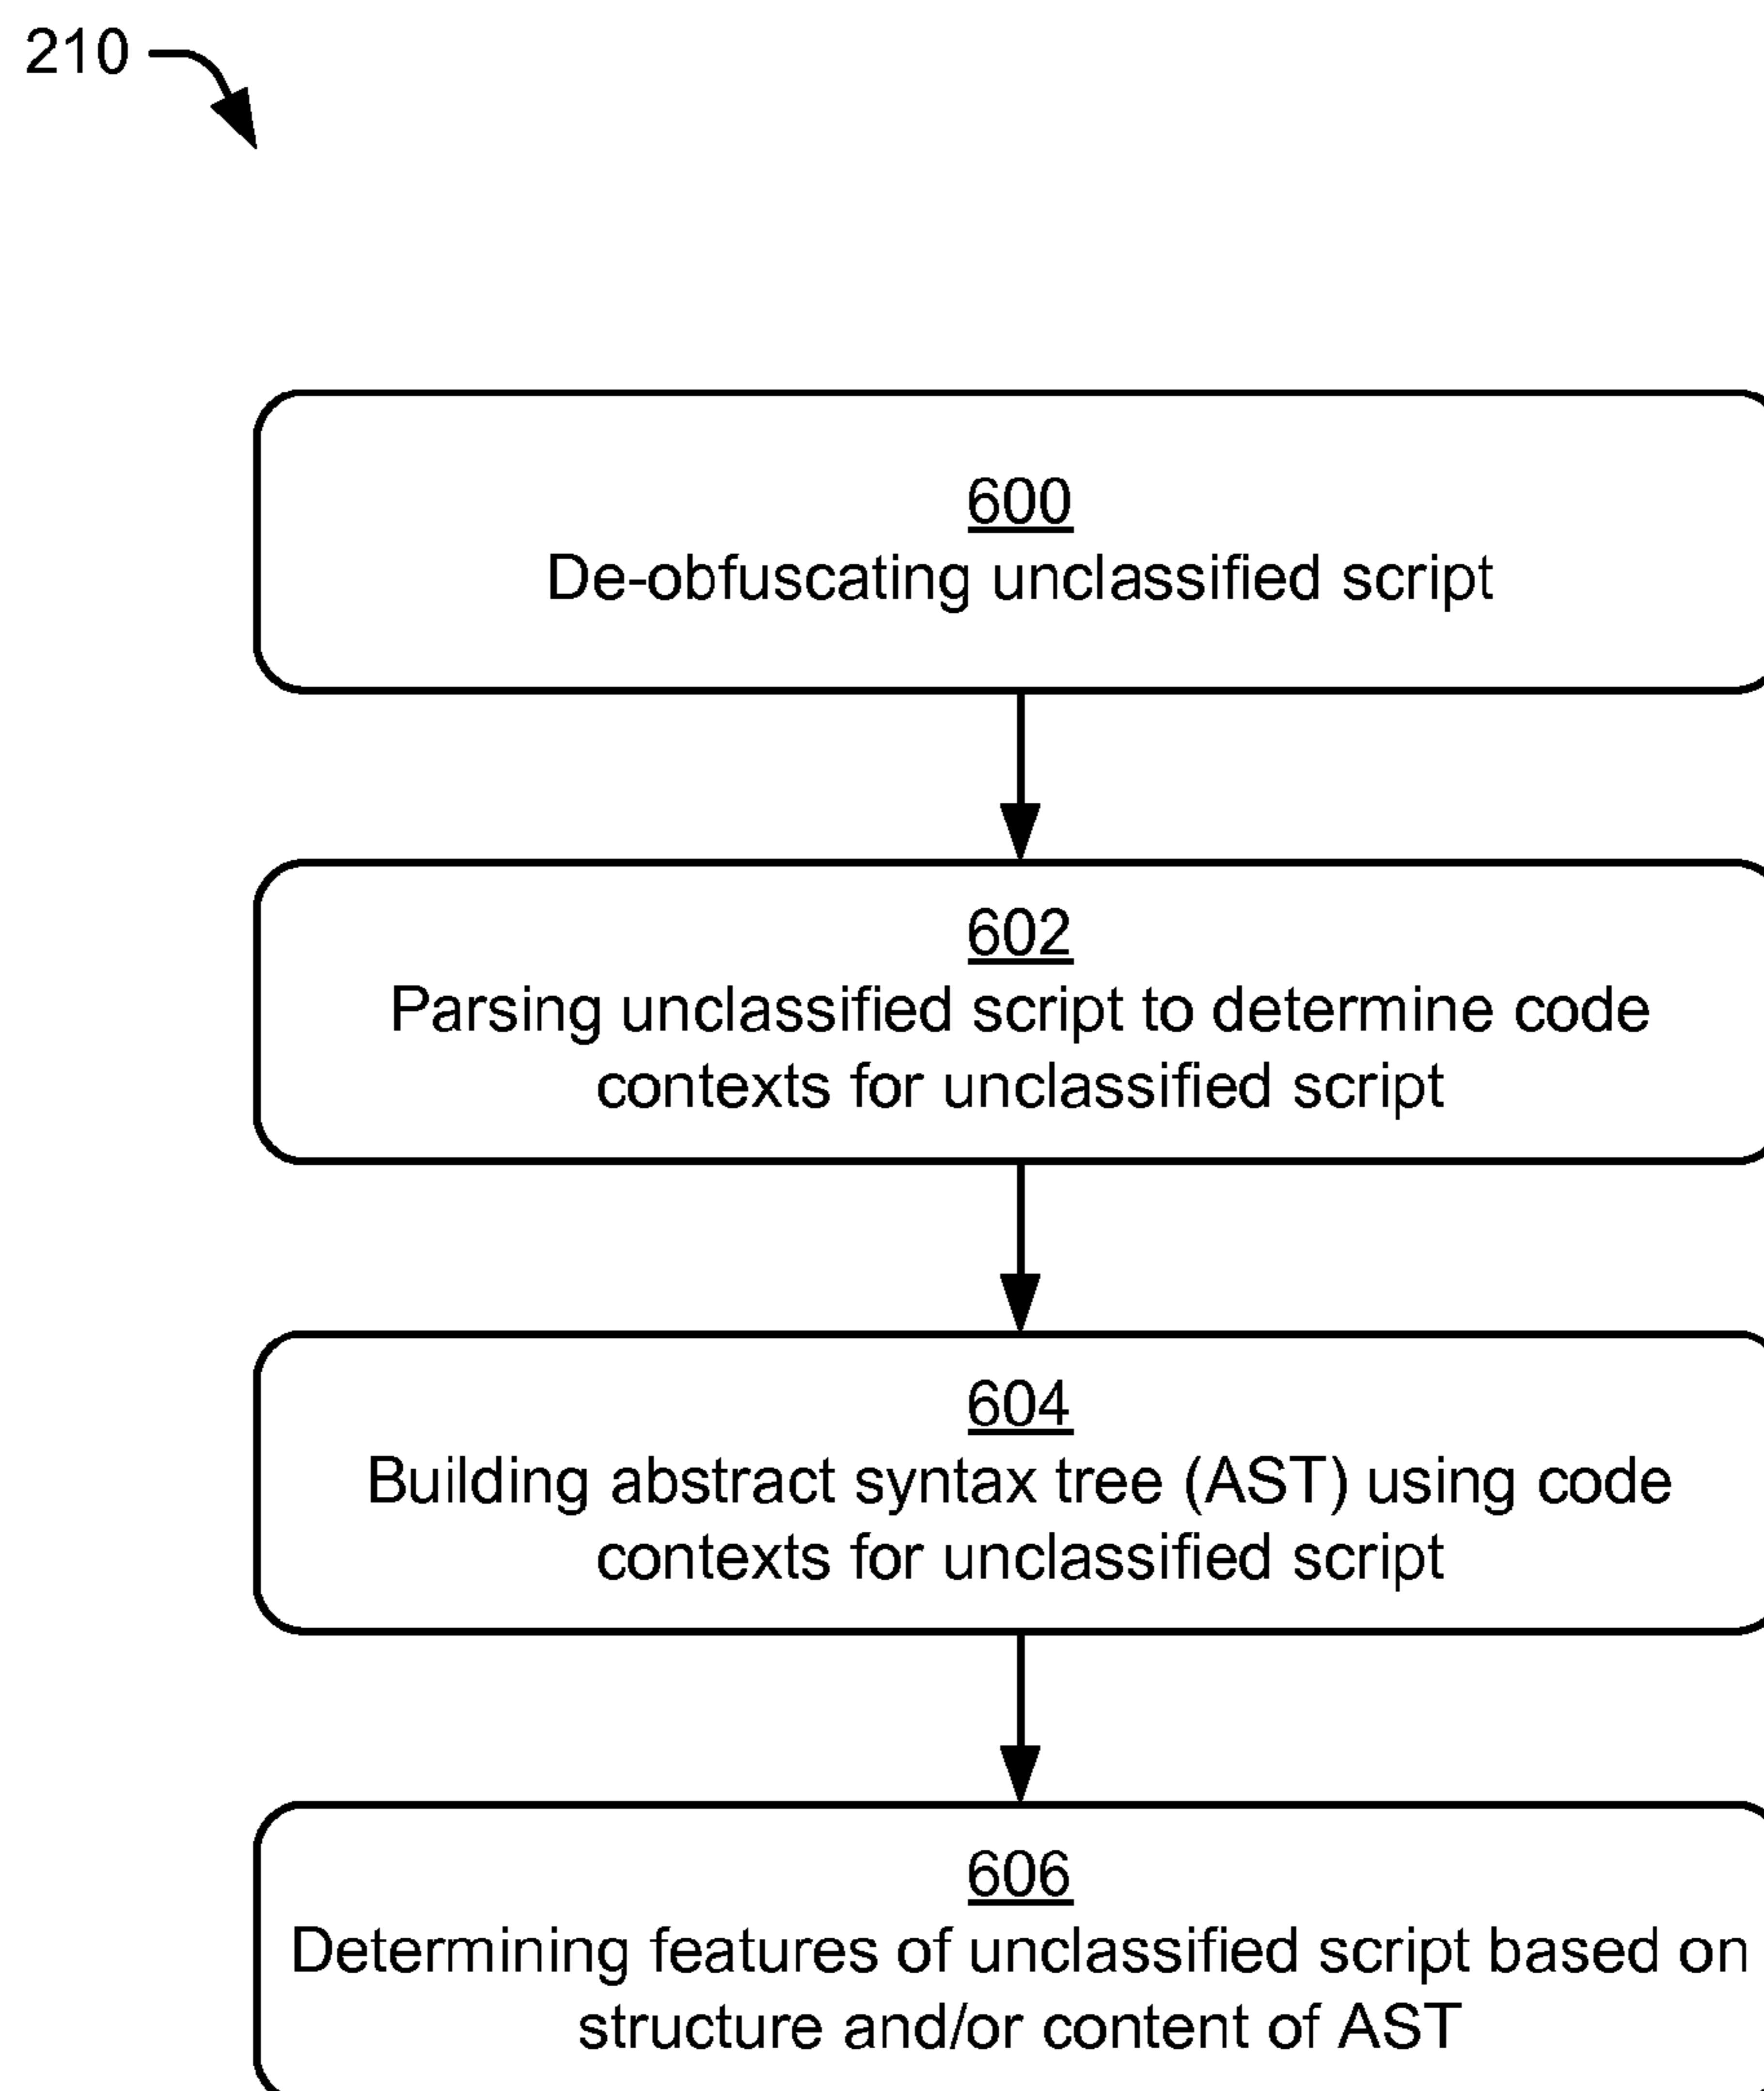 210
600
De-obfuscating unclassified script
602
Parsing unclassified script to determine code
contexts for unclassified script
604
Building abstract syntax tree (AST) using code
contexts for unclassified script
606
Determining features of unclassified script based on
structure and/or content of AST